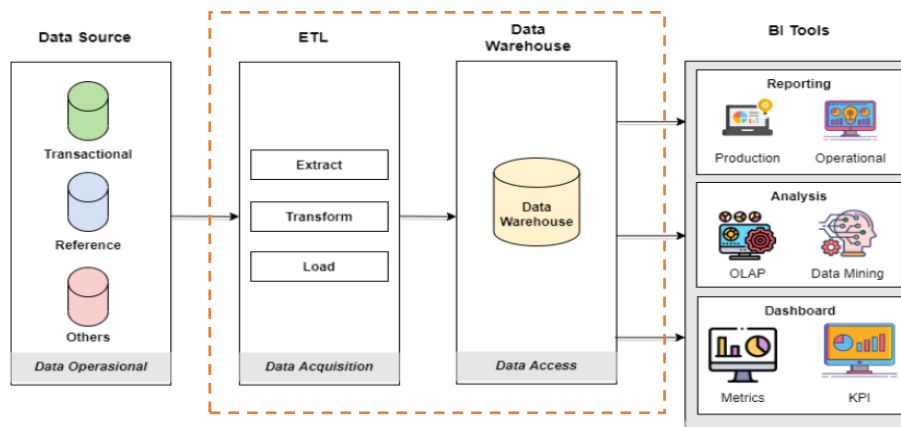 Data Source
Transactional
Reference
Others
Data Operasional
ETL
Extract
Transform
Load
Data Acquisition
Data
Warehouse
Data
Warehouse
Data Access
BI Tools
Reporting
Production
Operational
Analysis
OLAP
Data Mining
Dashboard
Metrics
KPI